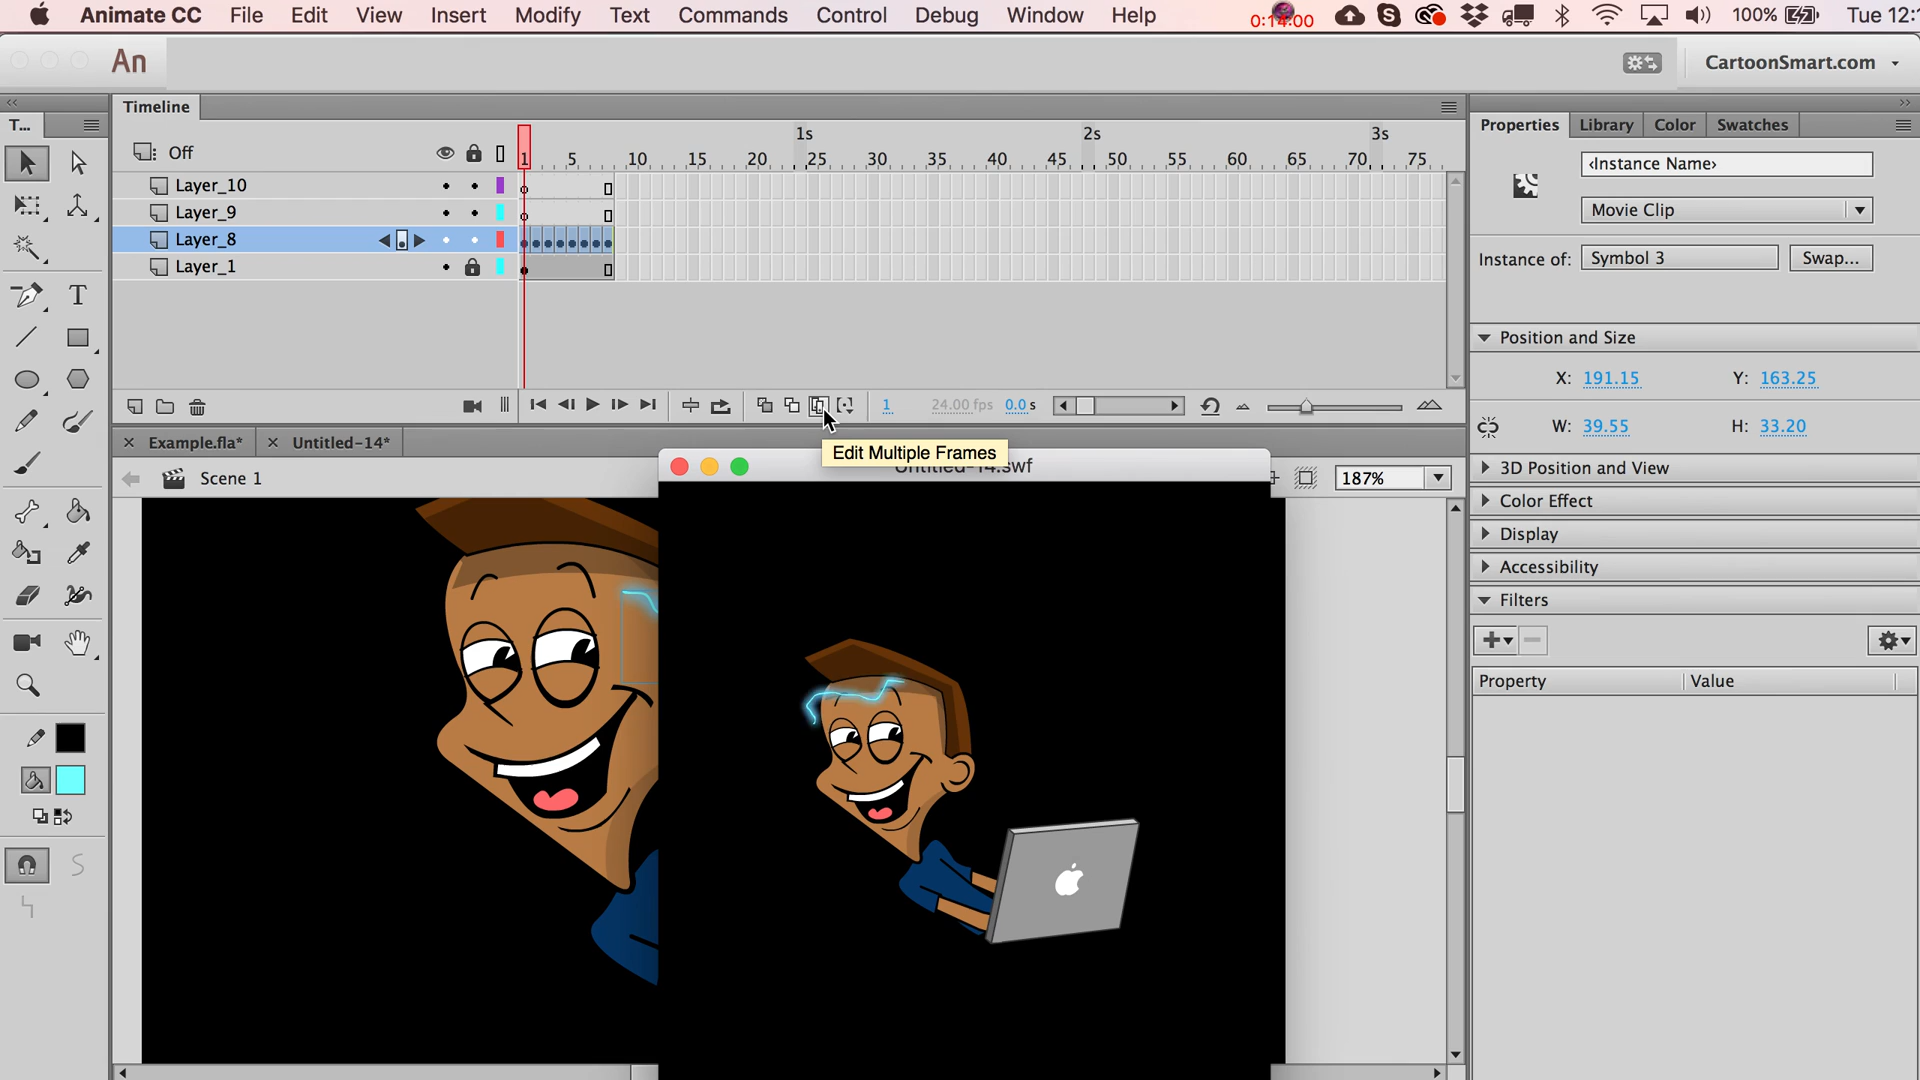 Animate CC File Edit View Insert Modify Text Commands Control Debug Window Help 0:14:00 100% Tue 12:
An CartoonSmart.com
Timeline
T... Properties Library Color Swatches
1s 2s 3s
Off 1 5 10 15 20 25 30 35 40 45 50 55 60 65 70 75
<Instance Name>
Layer_10
Layer_9 Movie Clip
Layer_8
Instance of: Symbol 3 Swap...
Layer_1
T
Position and Size
X: 191.15 Y: 163.25
1 24.00 fps 0.0 s
W: 39.55 H: 33.20
Example.fla* Untitled-14*
Edit Multiple Frames
Untitled-14.swf
3D Position and View
Scene 1 187%
Color Effect
Display
Accessibility
Filters
Property Value